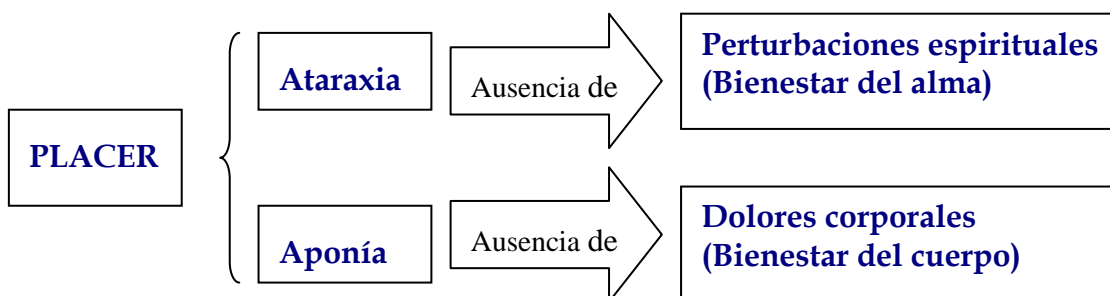 PLACER
Ataraxia
Ausencia de
Perturbaciones espirituales
(Bienestar del alma)
Aponía
Ausencia de
Dolores corporales
(Bienestar del cuerpo)